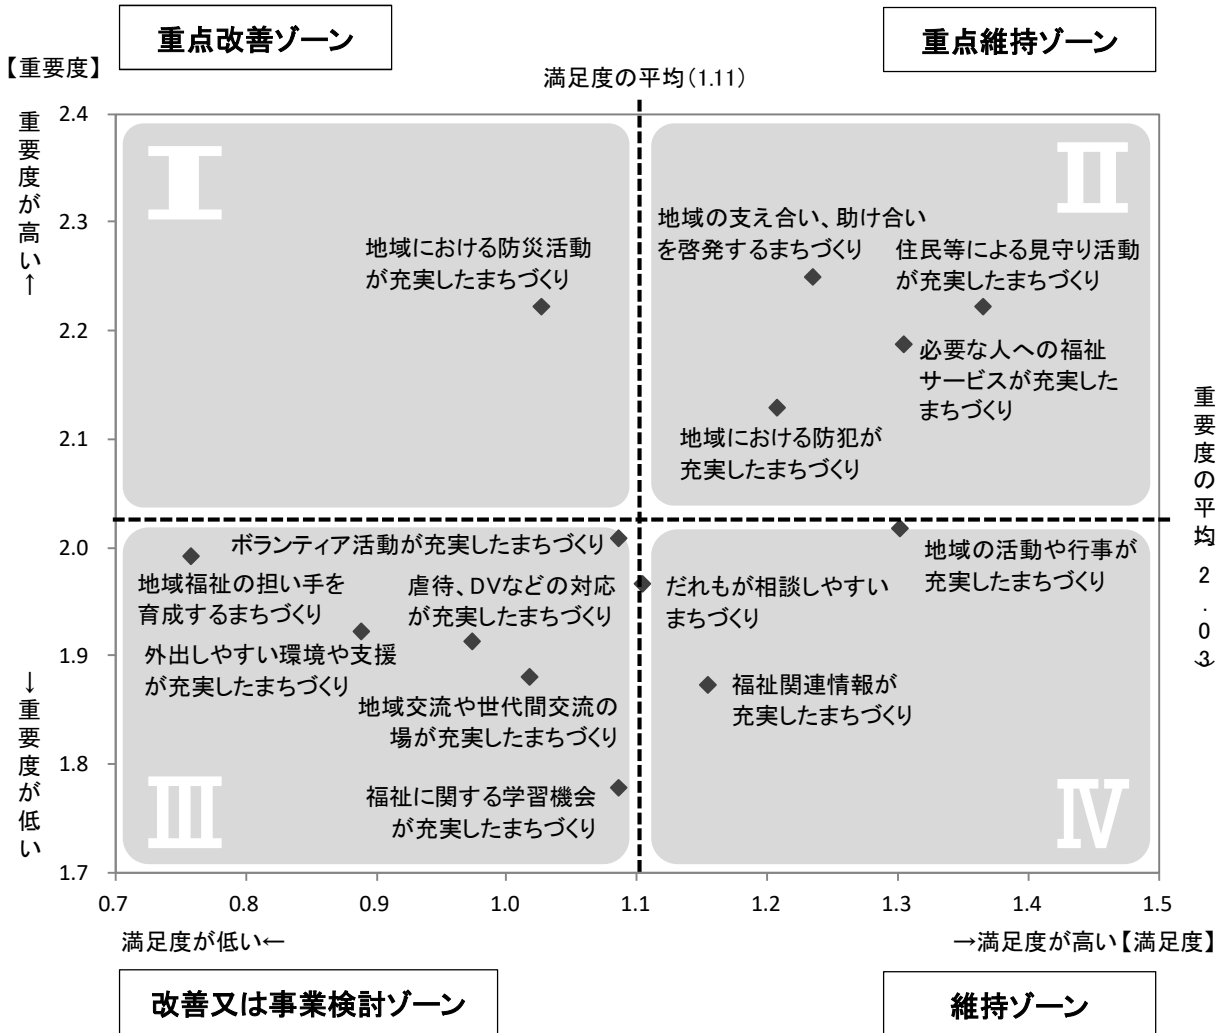 重点改善ゾーン
重点維持ゾーン
【重要度】
満足度の平均(1.11)
重要度が高い→
2.4
2.3
2.2
2.1
2.0
1.9
1.8
1.7
Ⅰ
Ⅱ
地域における防災活動
が充実したまちづくり
地域の支え合い、助け合い
を啓発するまちづくり
住民等による見守り活動
が充実したまちづくり
必要な人への福祉
サービスが充実した
まちづくり
地域における防犯が
充実したまちづくり
重要度の平均(2.03)
ボランティア活動が充実したまちづくり
地域福祉の担い手を
育成するまちづくり
虐待、DVなどの対応
が充実したまちづくり
だれもが相談しやすい
まちづくり
地域の活動や行事が
充実したまちづくり
外出しやすい環境や支援
が充実したまちづくり
地域交流や世代間交流の
場が充実したまちづくり
福祉関連情報が
充実したまちづくり
←重要度が低い
福祉に関する学習機会
が充実したまちづくり
Ⅲ
Ⅳ
0.7
0.8
0.9
1.0
1.1
1.2
1.3
1.4
1.5
満足度が低い←
→満足度が高い【満足度】
改善又は事業検討ゾーン
維持ゾーン